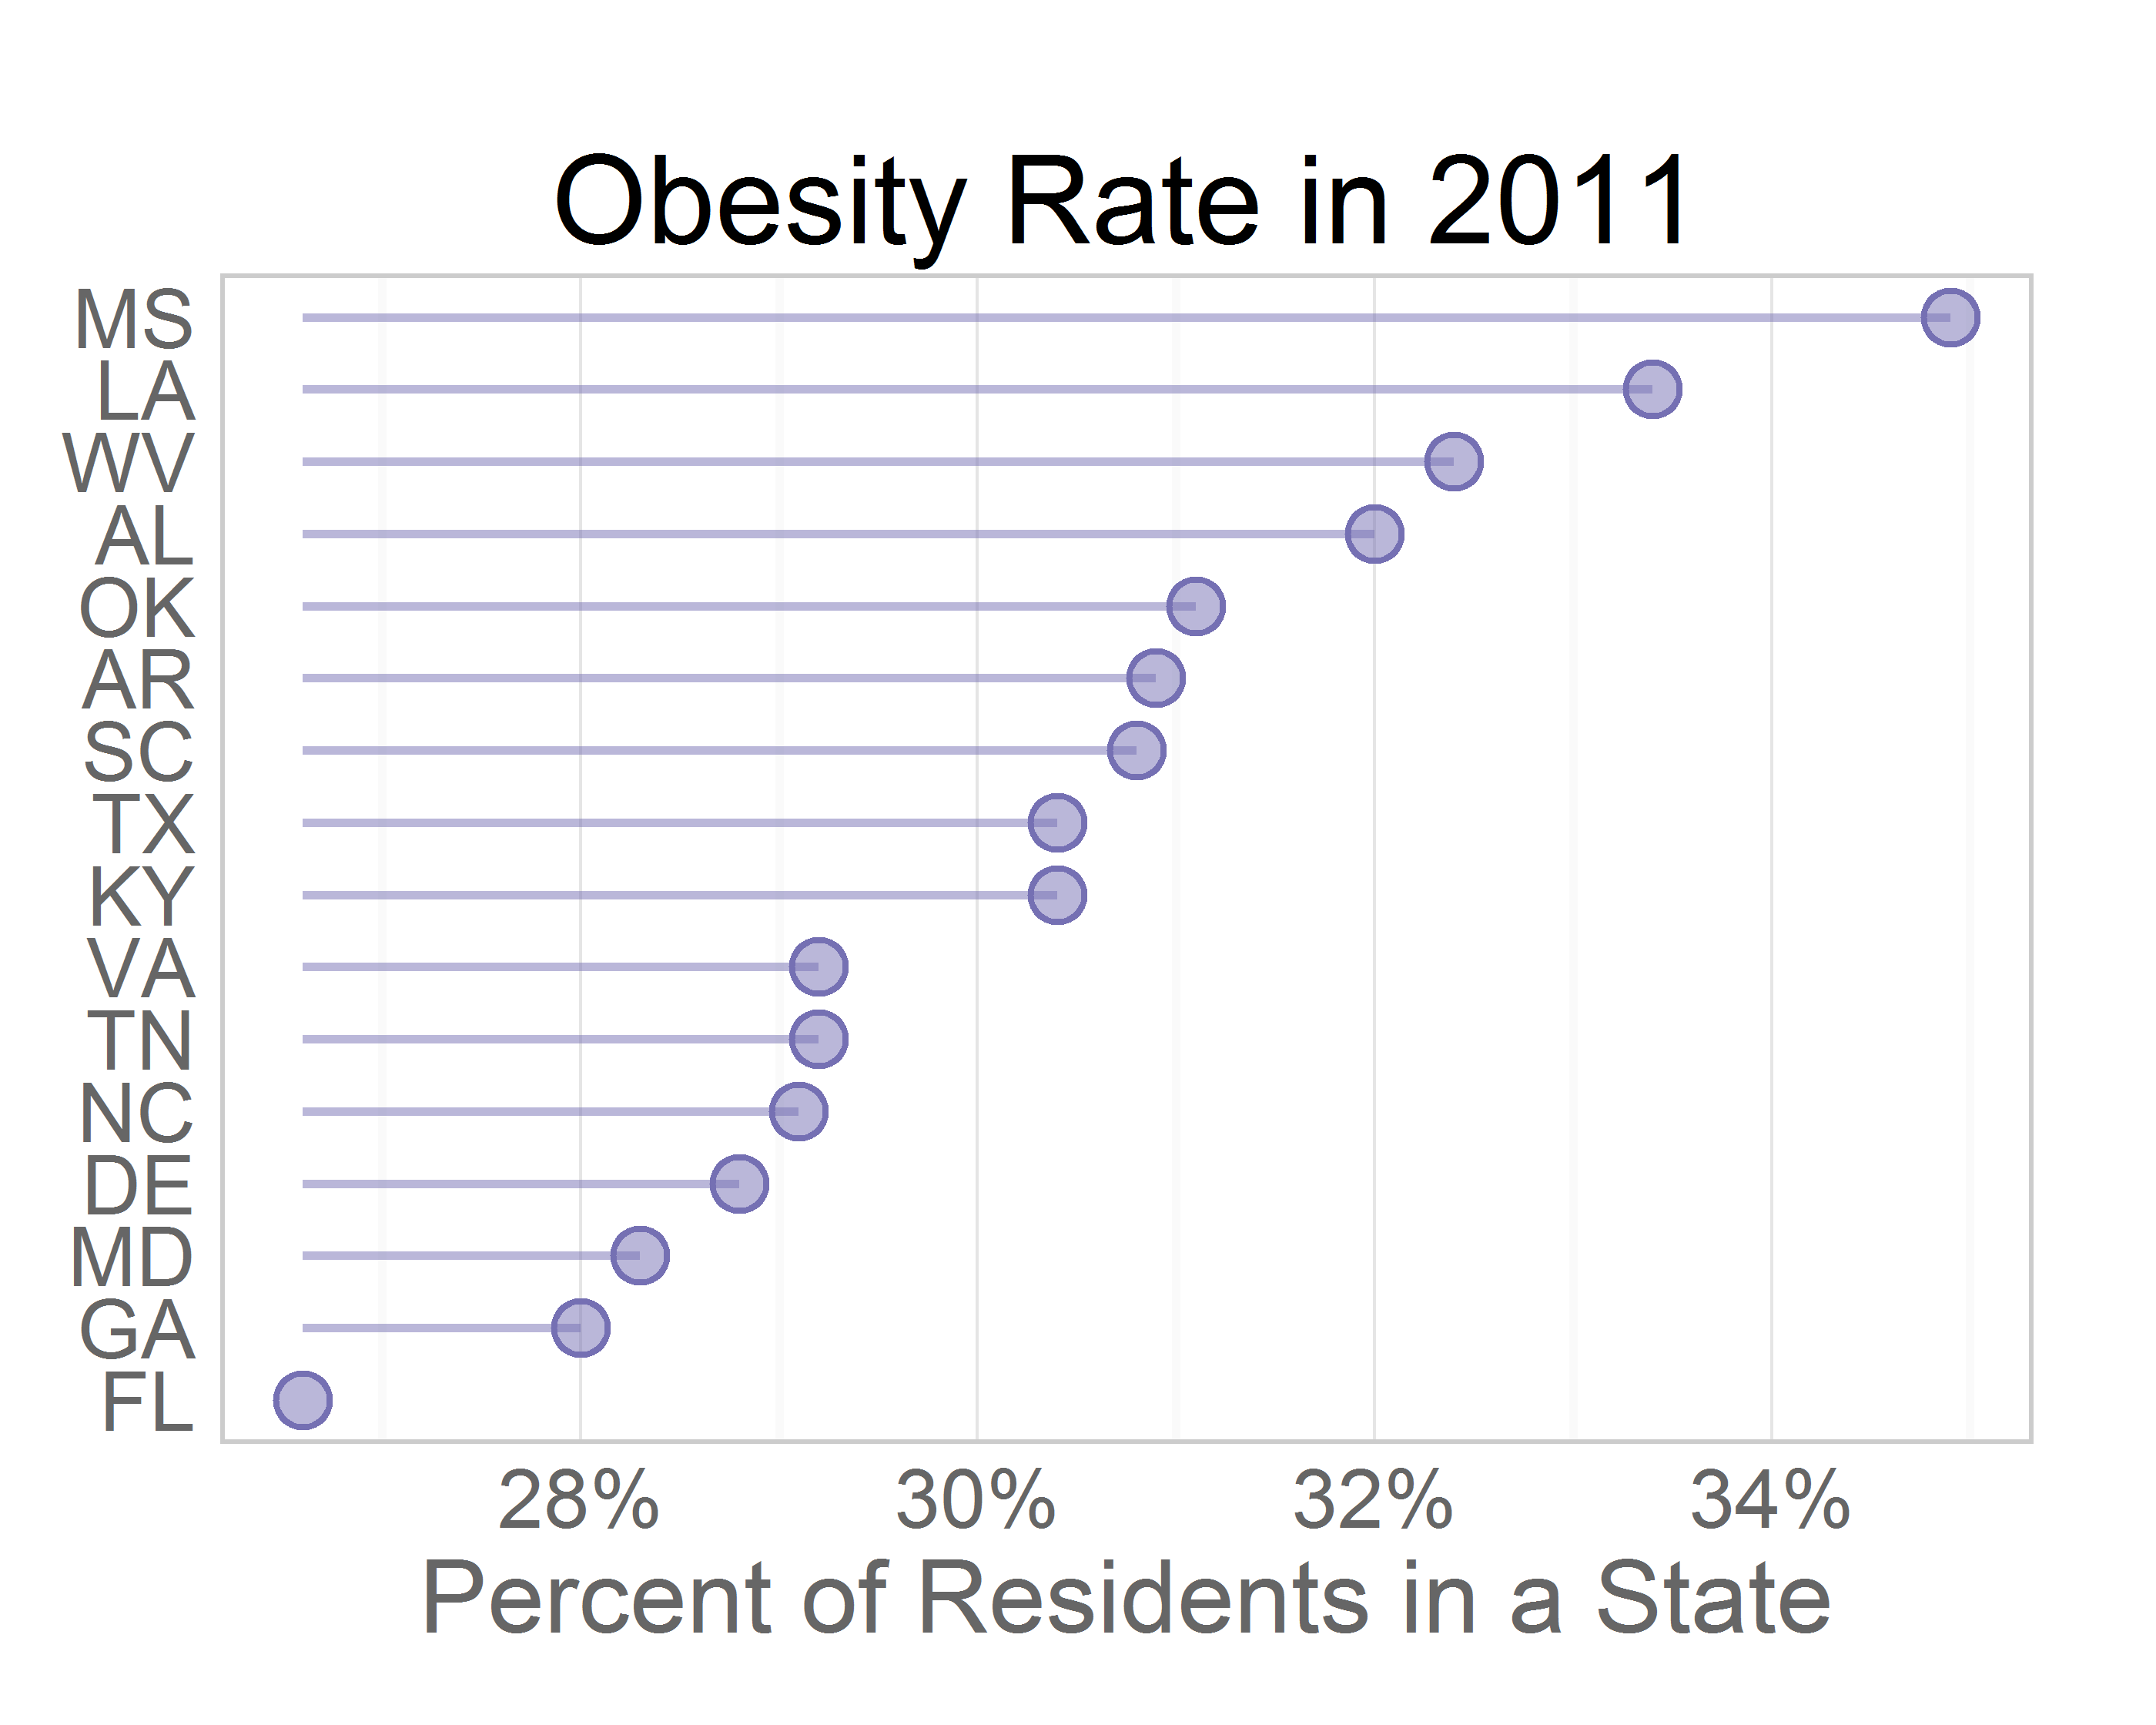 Obesity Rate in 2011
MS
LA
WV
AL
OK
AR
SC
TX
KY
VA
TN
NC
DE
MD
GA
FL
28% 30% 32% 34%
Percent of Residents in a State